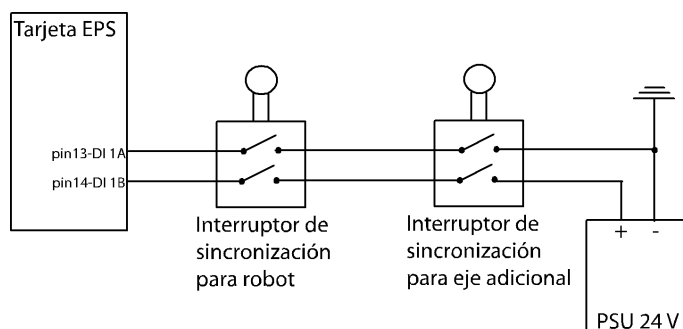 Tarjeta EPS
pin13-DI 1A
pin14-DI 1B
Interruptor de
sincronización
para robot
Interruptor de
sincronización
para eje adicional
+ -
PSU 24 V